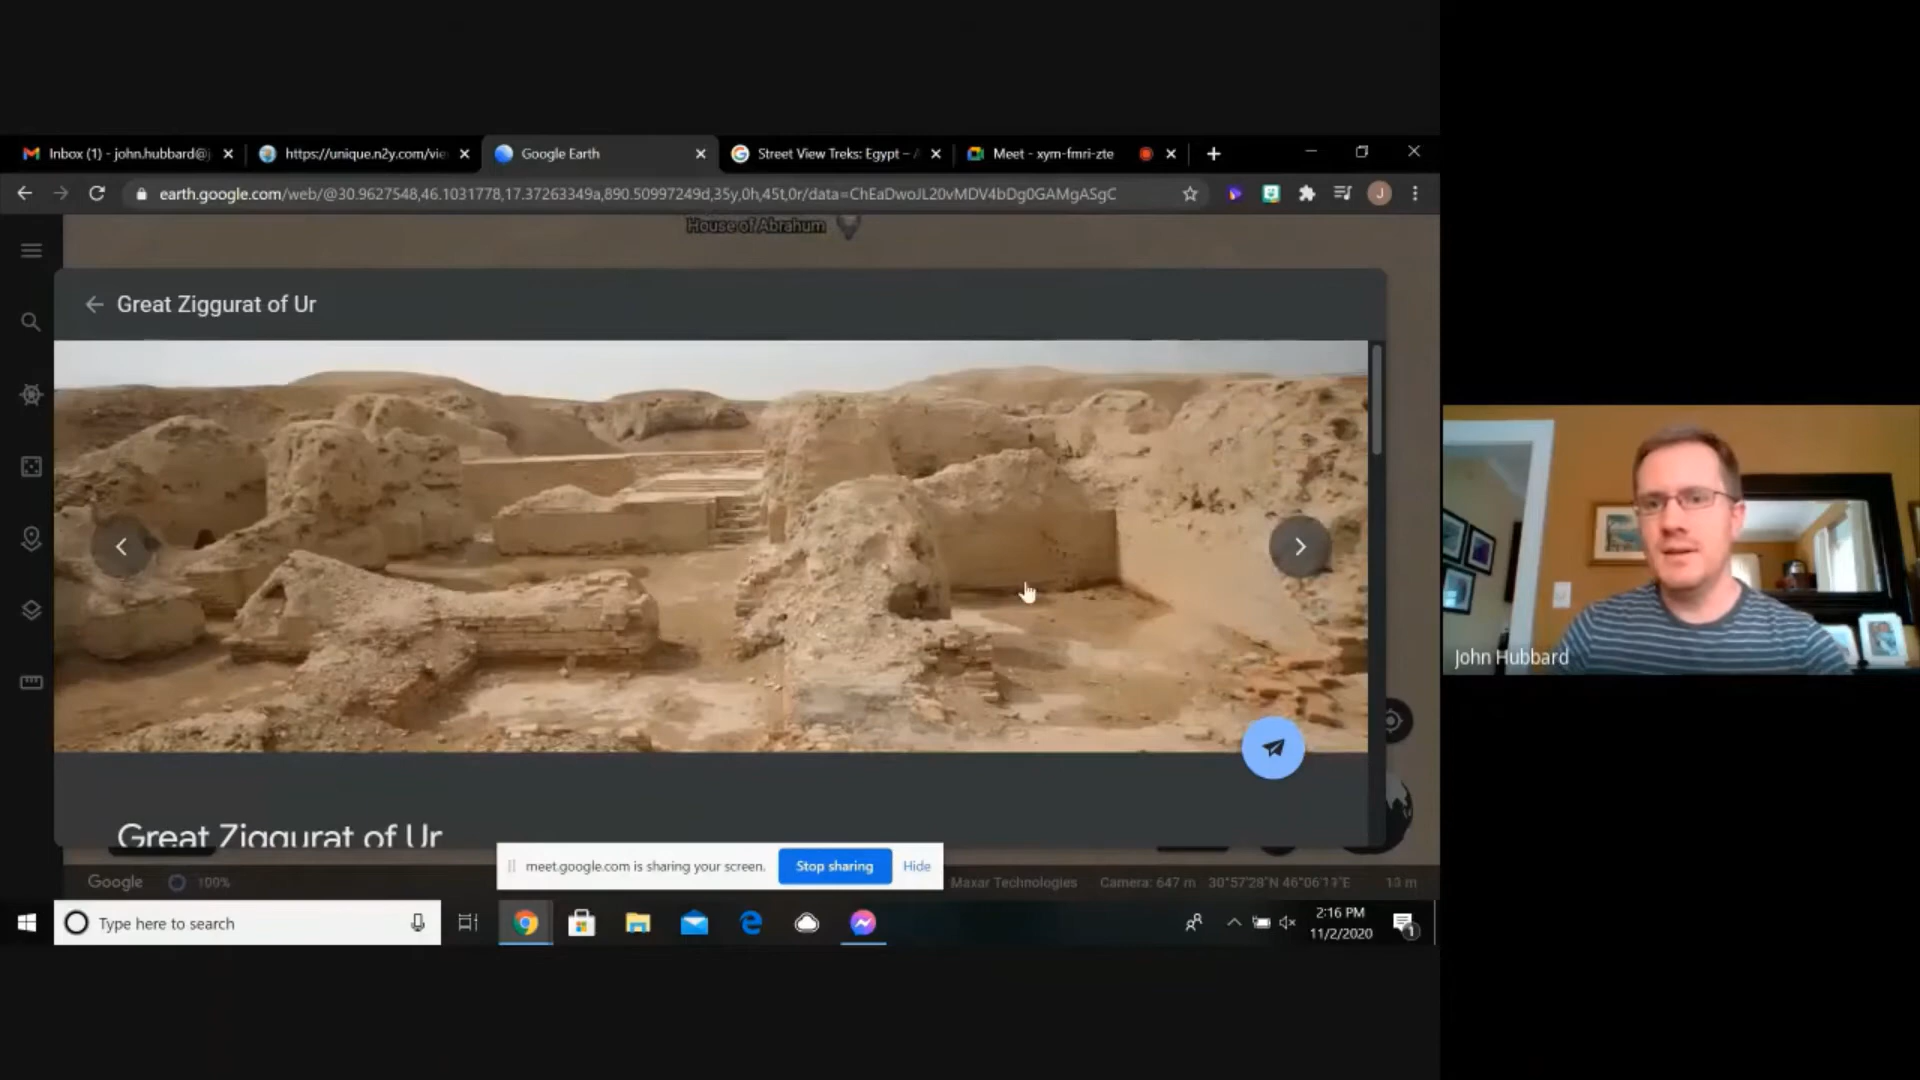 Inbox (1) - john.hubbard@j
https://unique.n2y.com/vie
Google Earth
Street View Treks: Egypt –
Meet - xym-fmri-zte
earth.google.com/web/@30.9627548,46.1031778,17.37263349a,890.50997249d,35y,0h,45t,0r/data=ChEaDwoJL20vMDV4bDg0GAMgASgC
J
House of Abrahum
Great Ziggurat of Ur
John Hubbard
Great Ziggurat of Ur
meet.google.com is sharing your screen.
Stop sharing
Hide
Google
100%
Maxar Technologies
Camera: 647 m
30°57'28"N 46°06'13"E
Type here to search
2:16 PM
11/2/2020
1